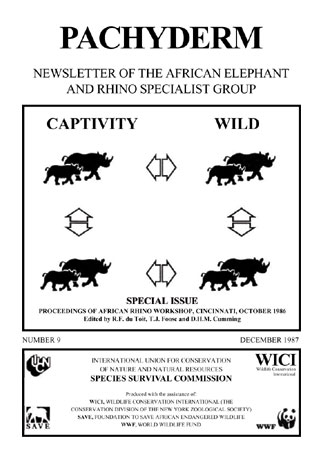 PACHYDERM
NEWSLETTER OF THE AFRICAN ELEPHANT
AND RHINO SPECIALIST GROUP
CAPTIVITY WILD
SPECIAL ISSUE
PROCEEDINGS OF AFRICAN RHINO WORKSHOP, CINCINNATI, OCTOBER 1986
Edited by R.F. du Toit, T.J. Foose and D.H.M. Cumming
NUMBER 9 DECEMBER 1987
IUCN
INTERNATIONAL UNION FOR CONSERVATION
OF NATURE AND NATURAL RESOURCES
SPECIES SURVIVAL COMMISSION
WICI
Wildlife Conservation
International
Produced with the assistance of
WICI, WILDLIFE CONSERVATION INTERNATIONAL (THE
CONSERVATION DIVISION OF THE NEW YORK ZOOLOGICAL SOCIETY)
SAVE, FOUNDATION TO SAVE AFRICAN ENDANGERED WILDLIFE
WWF, WORLD WILDLIFE FUND
SAVE
WWF